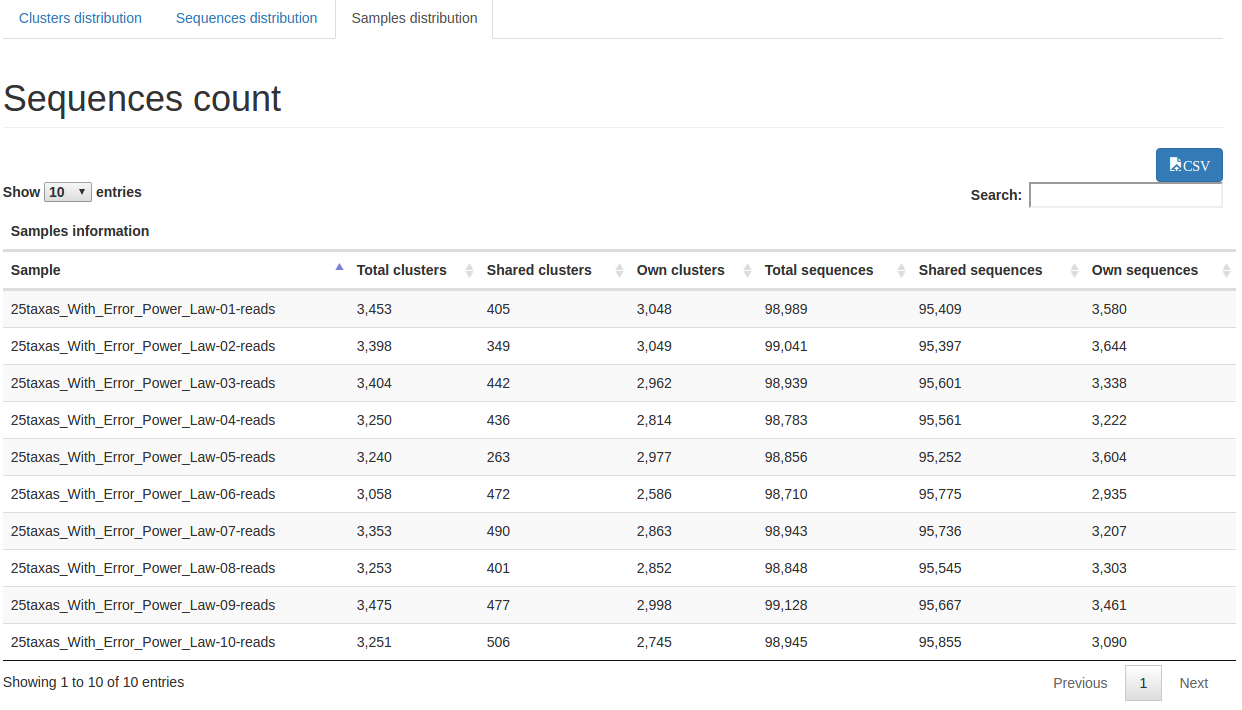 Clusters distribution Sequences distribution Samples distribution
Sequences count
CSV
Show 10 entries
Search:
Samples information
Sample Total clusters Shared clusters Own clusters Total sequences Shared sequences Own sequences
25taxas_With_Error_Power_Law-01-reads 3,453 405 3,048 98,989 95,409 3,580
25taxas_With_Error_Power_Law-02-reads 3,398 349 3,049 99,041 95,397 3,644
25taxas_With_Error_Power_Law-03-reads 3,404 442 2,962 98,939 95,601 3,338
25taxas_With_Error_Power_Law-04-reads 3,250 436 2,814 98,783 95,561 3,222
25taxas_With_Error_Power_Law-05-reads 3,240 263 2,977 98,856 95,252 3,604
25taxas_With_Error_Power_Law-06-reads 3,058 472 2,586 98,710 95,775 2,935
25taxas_With_Error_Power_Law-07-reads 3,353 490 2,863 98,943 95,736 3,207
25taxas_With_Error_Power_Law-08-reads 3,253 401 2,852 98,848 95,545 3,303
25taxas_With_Error_Power_Law-09-reads 3,475 477 2,998 99,128 95,667 3,461
25taxas_With_Error_Power_Law-10-reads 3,251 506 2,745 98,945 95,855 3,090
Showing 1 to 10 of 10 entries
Previous 1 Next